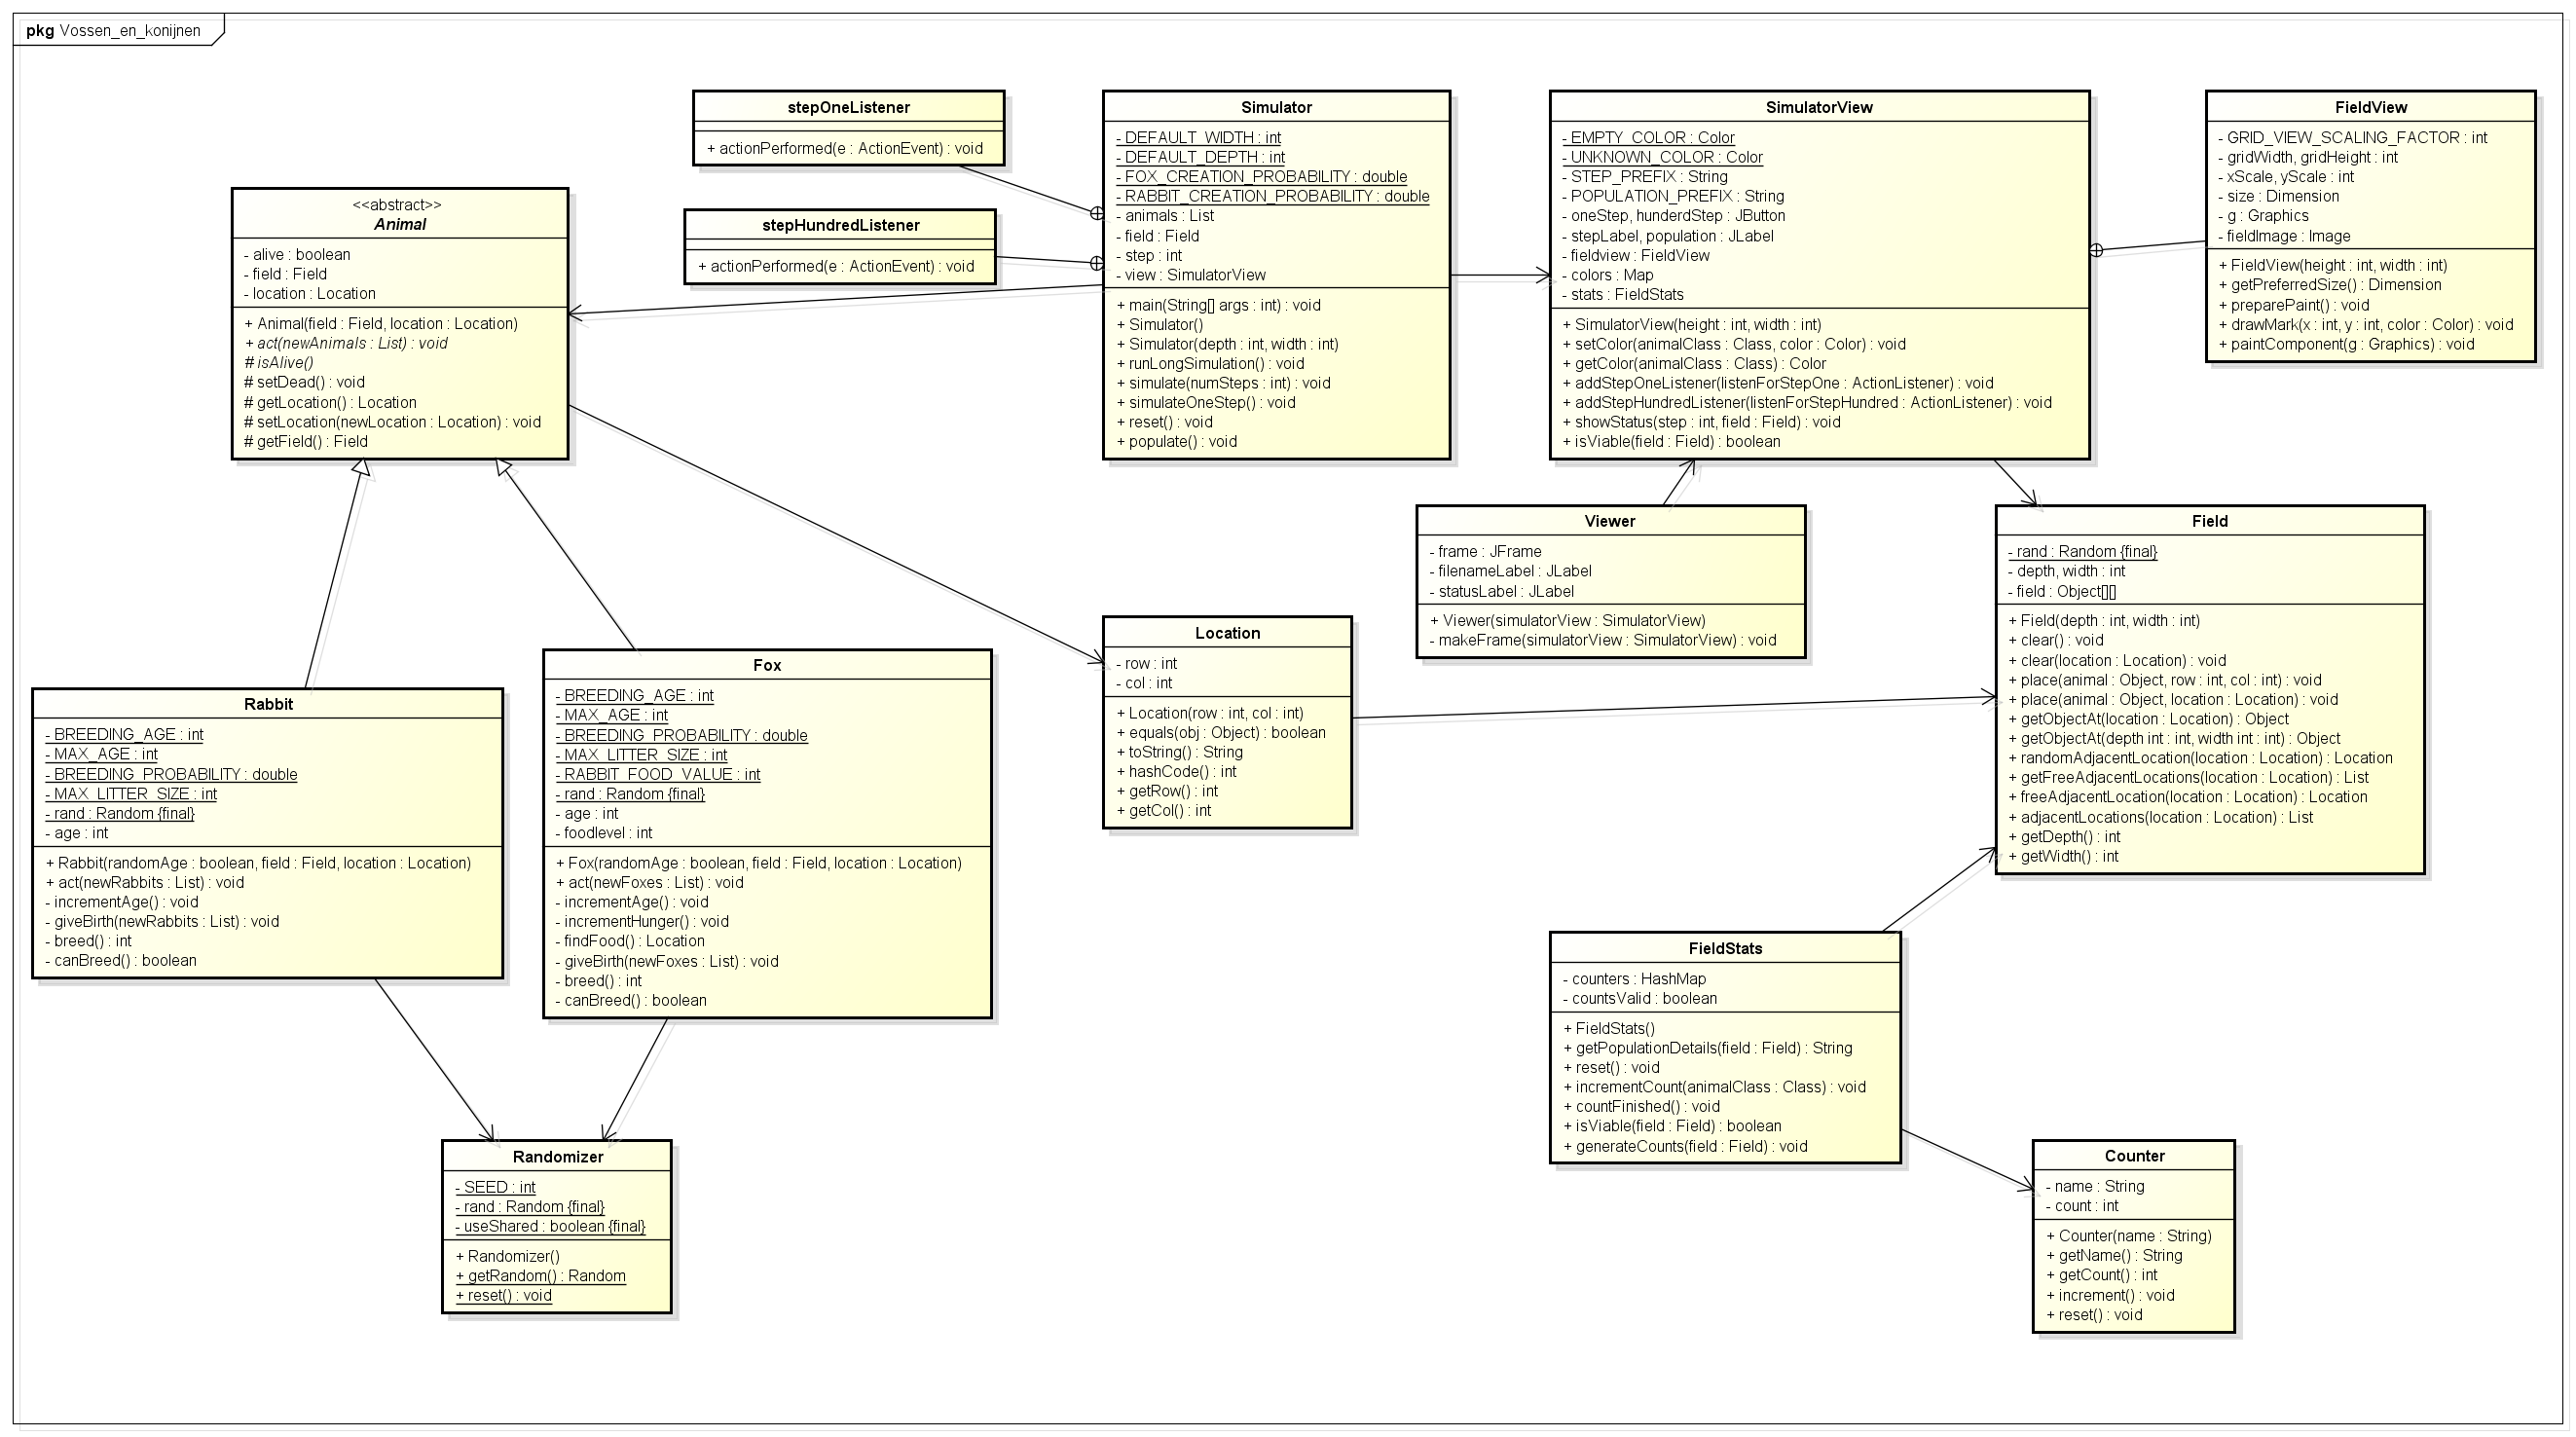 pkg Vossen_en_konijnen
stepOneListener
+ actionPerformed(e : ActionEvent) : void
stepHundredListener
+ actionPerformed(e : ActionEvent) : void
Simulator
- DEFAULT_WIDTH : int
- DEFAULT_DEPTH : int
- FOX_CREATION_PROBABILITY : double
- RABBIT_CREATION_PROBABILITY : double
- animals : List
- field : Field
- step : int
- view : SimulatorView
+ main(String[] args : int) : void
+ Simulator()
+ Simulator(depth : int, width : int)
+ runLongSimulation() : void
+ simulate(numSteps : int) : void
+ simulateOneStep() : void
+ reset() : void
+ populate() : void
SimulatorView
- EMPTY_COLOR : Color
- UNKNOWN_COLOR : Color
- STEP_PREFIX : String
- POPULATION_PREFIX : String
- oneStep, hunderdStep : JButton
- stepLabel, population : JLabel
- fieldview : FieldView
- colors : Map
- stats : FieldStats
+ SimulatorView(height : int, width : int)
+ setColor(animalClass : Class, color : Color) : void
+ getColor(animalClass : Class) : Color
+ addStepOneListener(listenForStepOne : ActionListener) : void
+ addStepHundredListener(listenForStepHundred : ActionListener) : void
+ showStatus(step : int, field : Field) : void
+ isViable(field : Field) : boolean
FieldView
- GRID_VIEW_SCALING_FACTOR : int
- gridWidth, gridHeight : int
- xScale, yScale : int
- size : Dimension
- g : Graphics
- fieldImage : Image
+ FieldView(height : int, width : int)
+ getPreferredSize() : Dimension
+ preparePaint() : void
+ drawMark(x : int, y : int, color : Color) : void
+ paintComponent(g : Graphics) : void
<<abstract>>
Animal
- alive : boolean
- field : Field
- location : Location
+ Animal(field : Field, location : Location)
+ act(newAnimals : List) : void
# isAlive()
# setDead() : void
# getLocation() : Location
# setLocation(newLocation : Location) : void
# getField() : Field
Viewer
- frame : JFrame
- filenameLabel : JLabel
- statusLabel : JLabel
+ Viewer(simulatorView : SimulatorView)
- makeFrame(simulatorView : SimulatorView) : void
Field
- rand : Random {final}
- depth, width : int
- field : Object[][]
+ Field(depth : int, width : int)
+ clear() : void
+ clear(location : Location) : void
+ place(animal : Object, row : int, col : int) : void
+ place(animal : Object, location : Location) : void
+ getObjectAt(location : Location) : Object
+ getObjectAt(depth int : int, width int : int) : Object
+ randomAdjacentLocation(location : Location) : Location
+ getFreeAdjacentLocations(location : Location) : List
+ freeAdjacentLocation(location : Location) : Location
+ adjacentLocations(location : Location) : List
+ getDepth() : int
+ getWidth() : int
Location
- row : int
- col : int
+ Location(row : int, col : int)
+ equals(obj : Object) : boolean
+ toString() : String
+ hashCode() : int
+ getRow() : int
+ getCol() : int
Rabbit
- BREEDING_AGE : int
- MAX_AGE : int
- BREEDING_PROBABILITY : double
- MAX_LITTER_SIZE : int
- rand : Random {final}
- age : int
+ Rabbit(randomAge : boolean, field : Field, location : Location)
+ act(newRabbits : List) : void
- incrementAge() : void
- giveBirth(newRabbits : List) : void
- breed() : int
- canBreed() : boolean
Fox
- BREEDING_AGE : int
- MAX_AGE : int
- BREEDING_PROBABILITY : double
- MAX_LITTER_SIZE : int
- RABBIT_FOOD_VALUE : int
- rand : Random {final}
- age : int
- foodlevel : int
+ Fox(randomAge : boolean, field : Field, location : Location)
+ act(newFoxes : List) : void
- incrementAge() : void
- incrementHunger() : void
- findFood() : Location
- giveBirth(newFoxes : List) : void
- breed() : int
- canBreed() : boolean
FieldStats
- counters : HashMap
- countsValid : boolean
+ FieldStats()
+ getPopulationDetails(field : Field) : String
+ reset() : void
+ incrementCount(animalClass : Class) : void
+ countFinished() : void
+ isViable(field : Field) : boolean
+ generateCounts(field : Field) : void
Randomizer
- SEED : int
- rand : Random {final}
- useShared : boolean {final}
+ Randomizer()
+ getRandom() : Random
+ reset() : void
Counter
- name : String
- count : int
+ Counter(name : String)
+ getName() : String
+ getCount() : int
+ increment() : void
+ reset() : void